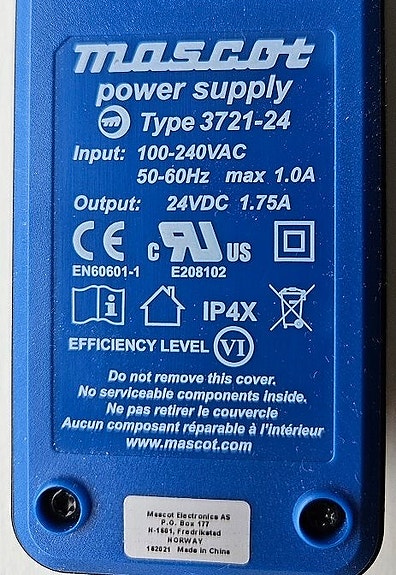 mascot
power supply
Type 3721-24
Input: 100-240VAC
50-60Hz max 1.0A
Output: 24VDC 1.75A
CE c RU US
EN60601-1 E208102
i IP4X
EFFICIENCY LEVEL VI
Do not remove this cover.
No serviceable components inside.
Ne pas retirer le couvercle
Aucun composant réparable à l'intérieur
www.mascot.com
Mascot Electronics AS
P.O. Box 177
N-1601, Fredrikstad
NORWAY
182021 Made in China